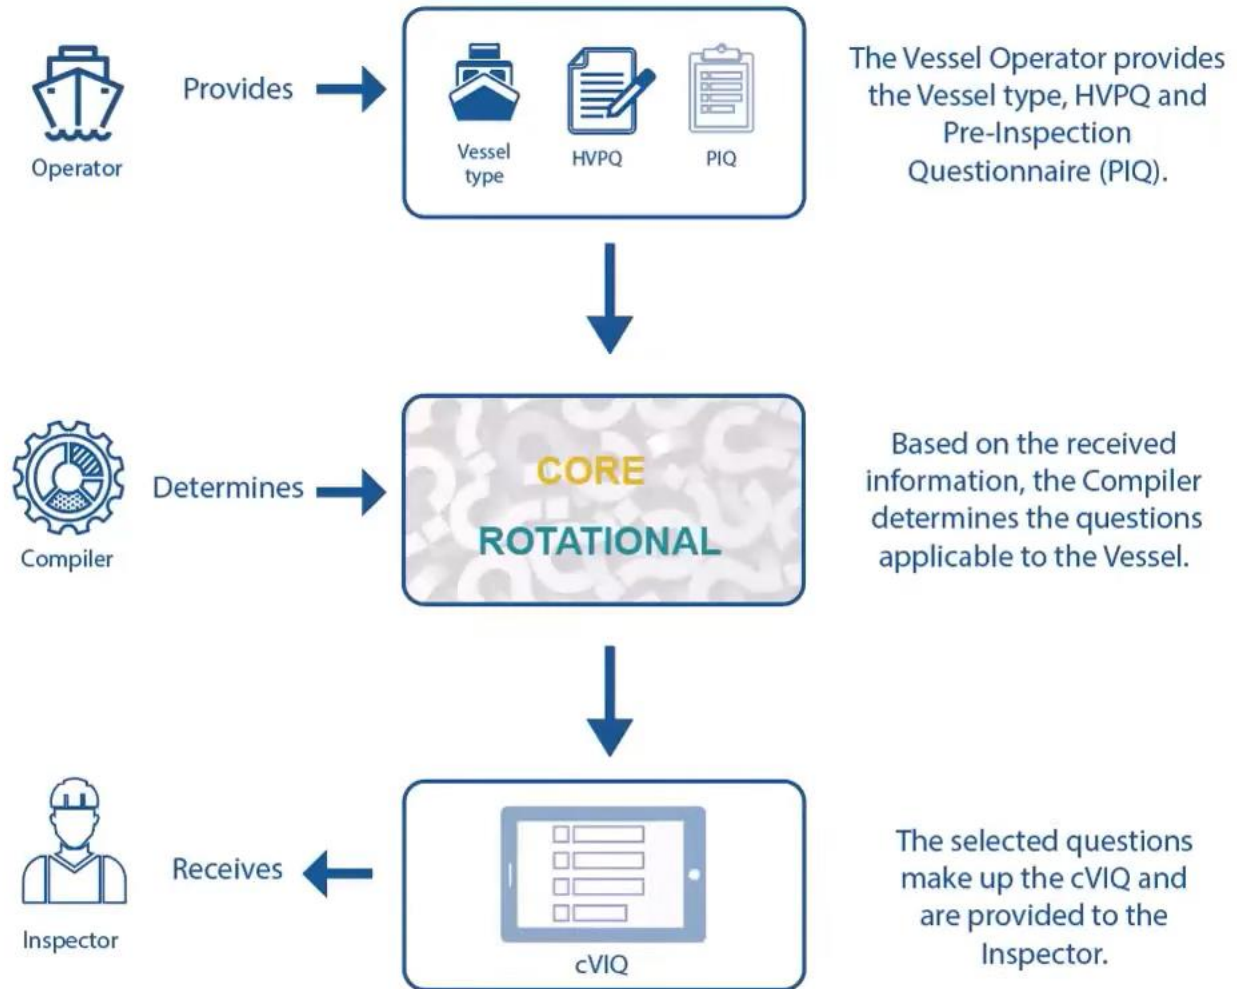 Operator
Provides
Vessel
type
HVPQ
PIQ
The Vessel Operator provides
the Vessel type, HVPQ and
Pre-Inspection
Questionnaire (PIQ).
Compiler
Determines
CORE
ROTATIONAL
Based on the received
information, the Compiler
determines the questions
applicable to the Vessel.
Inspector
Receives
cVIQ
The selected questions
make up the cVIQ and
are provided to the
Inspector.